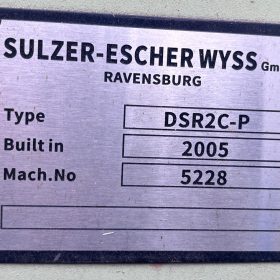 SULZER-ESCHER WYSS Gm
RAVENSBURG
Type DSR2C-P
Built in 2005
Mach.No 5228